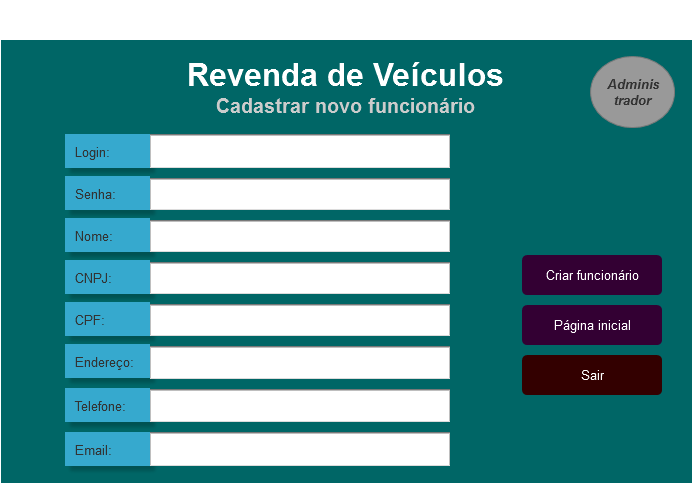 Revenda de Veículos
Cadastrar novo funcionário
Adminis
trador
Login:
Senha:
Nome:
CNPJ:
CPF:
Endereço:
Telefone:
Email:
Criar funcionário
Página inicial
Sair